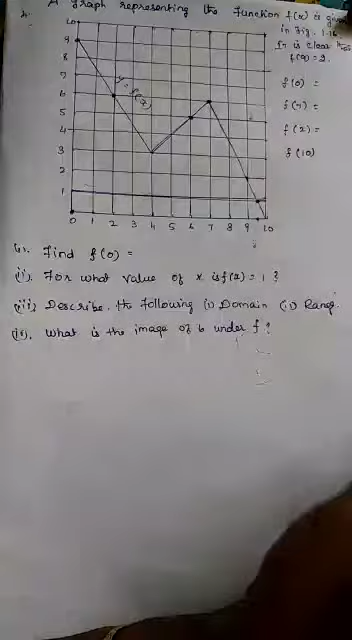 4. A graph representing the function f(x) is given
in Fig. 1.16
It is clear that
f(9) = 2.
f(0) =
f(7) =
f(2) =
f(10)
10
9
8
7
6
5
4
3
2
1
0 1 2 3 4 5 6 7 8 9 10
y = f(x)
(i). Find f(0) =
(ii). For what value of x is f(x) = 1 ?
(iii) Describe the following (i) Domain (ii) Range.
(iv). What is the image of 6 under f ?